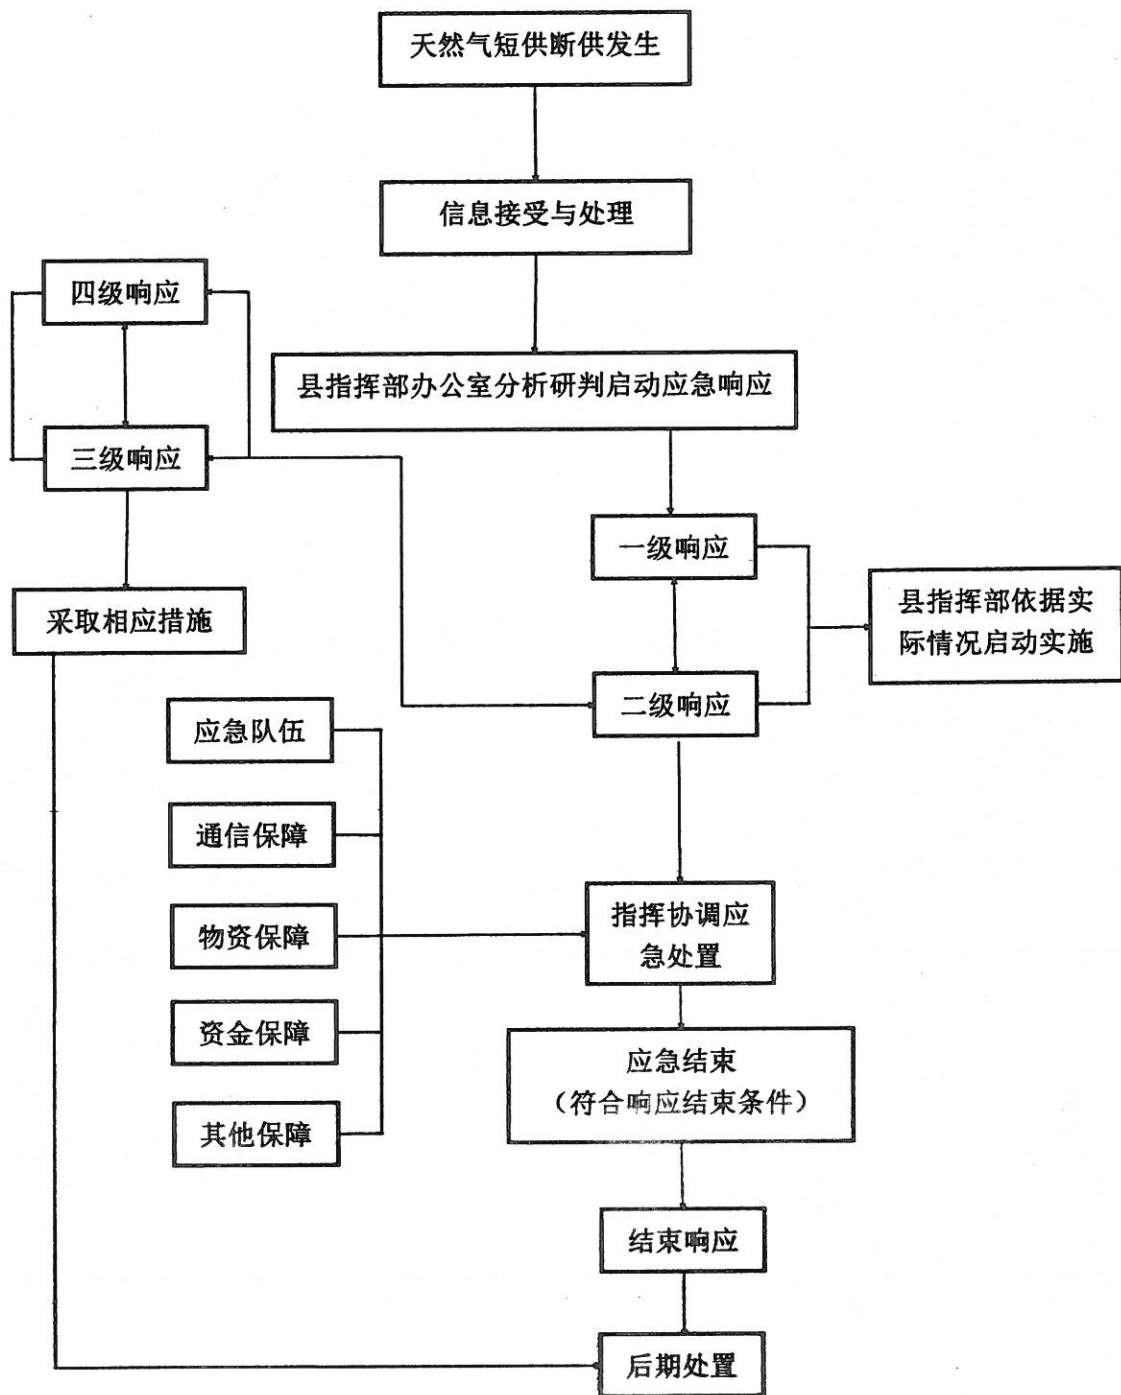 天然气短供断供发生
信息接受与处理
四级响应
县指挥部办公室分析研判启动应急响应
三级响应
一级响应
县指挥部依据实
际情况启动实施
采取相应措施
二级响应
应急队伍
通信保障
指挥协调应
急处置
物资保障
资金保障
应急结束
（符合响应结束条件）
其他保障
结束响应
后期处置